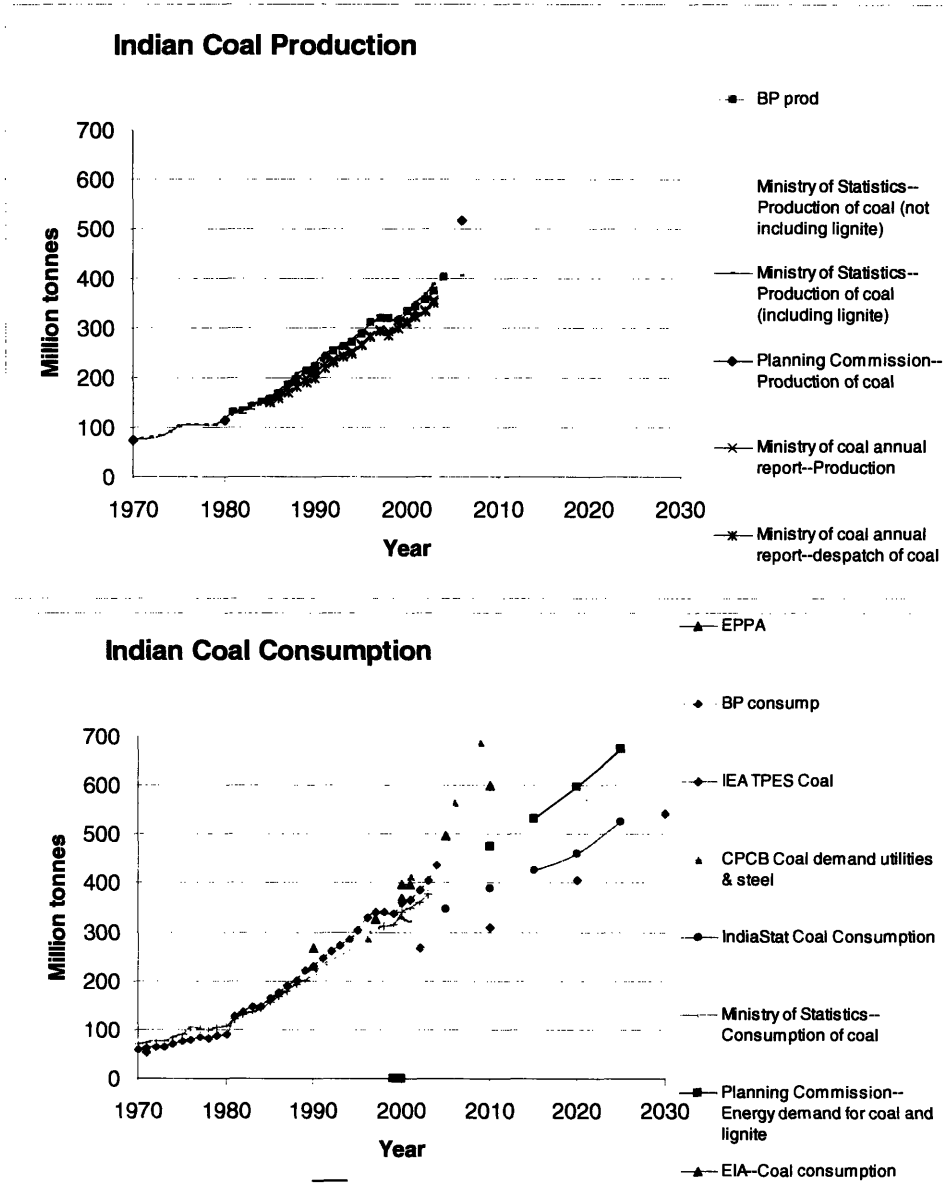 Indian Coal Production
Million tonnes
700
600
500
400
300
200
100
0
1970 1980 1990 2000 2010 2020 2030
Year
BP prod
Ministry of Statistics--
Production of coal (not
including lignite)
Ministry of Statistics--
Production of coal
(including lignite)
Planning Commission--
Production of coal
Ministry of coal annual
report--Production
Ministry of coal annual
report--despatch of coal
Indian Coal Consumption
Million tonnes
700
600
500
400
300
200
100
0
1970 1980 1990 2000 2010 2020 2030
Year
EPPA
BP consump
IEA TPES Coal
CPCB Coal demand utilities
& steel
IndiaStat Coal Consumption
Ministry of Statistics--
Consumption of coal
Planning Commission--
Energy demand for coal and
lignite
EIA--Coal consumption